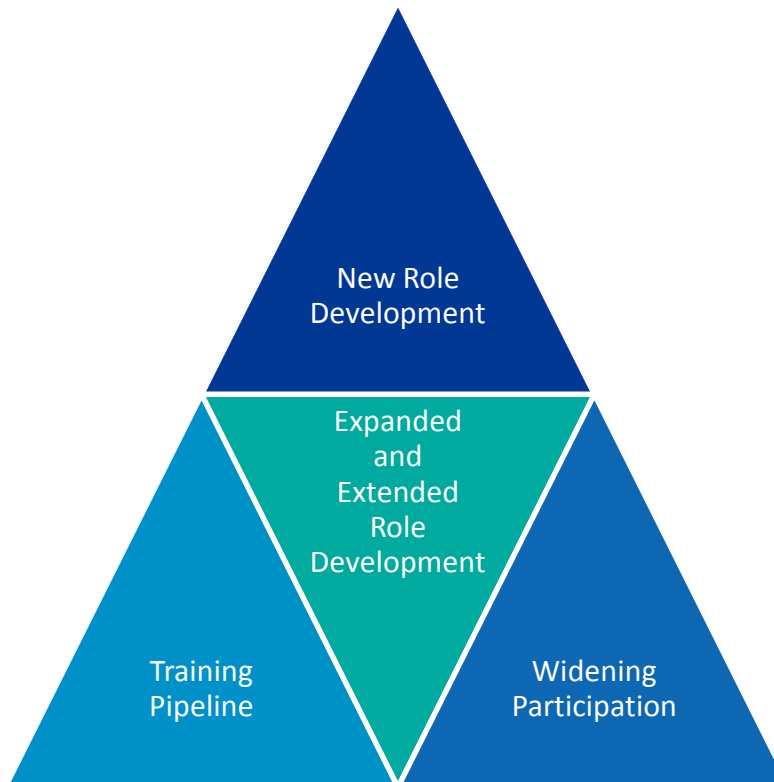 New Role
Development
Expanded
and
Extended
Role
Development
Training
Pipeline
Widening
Participation